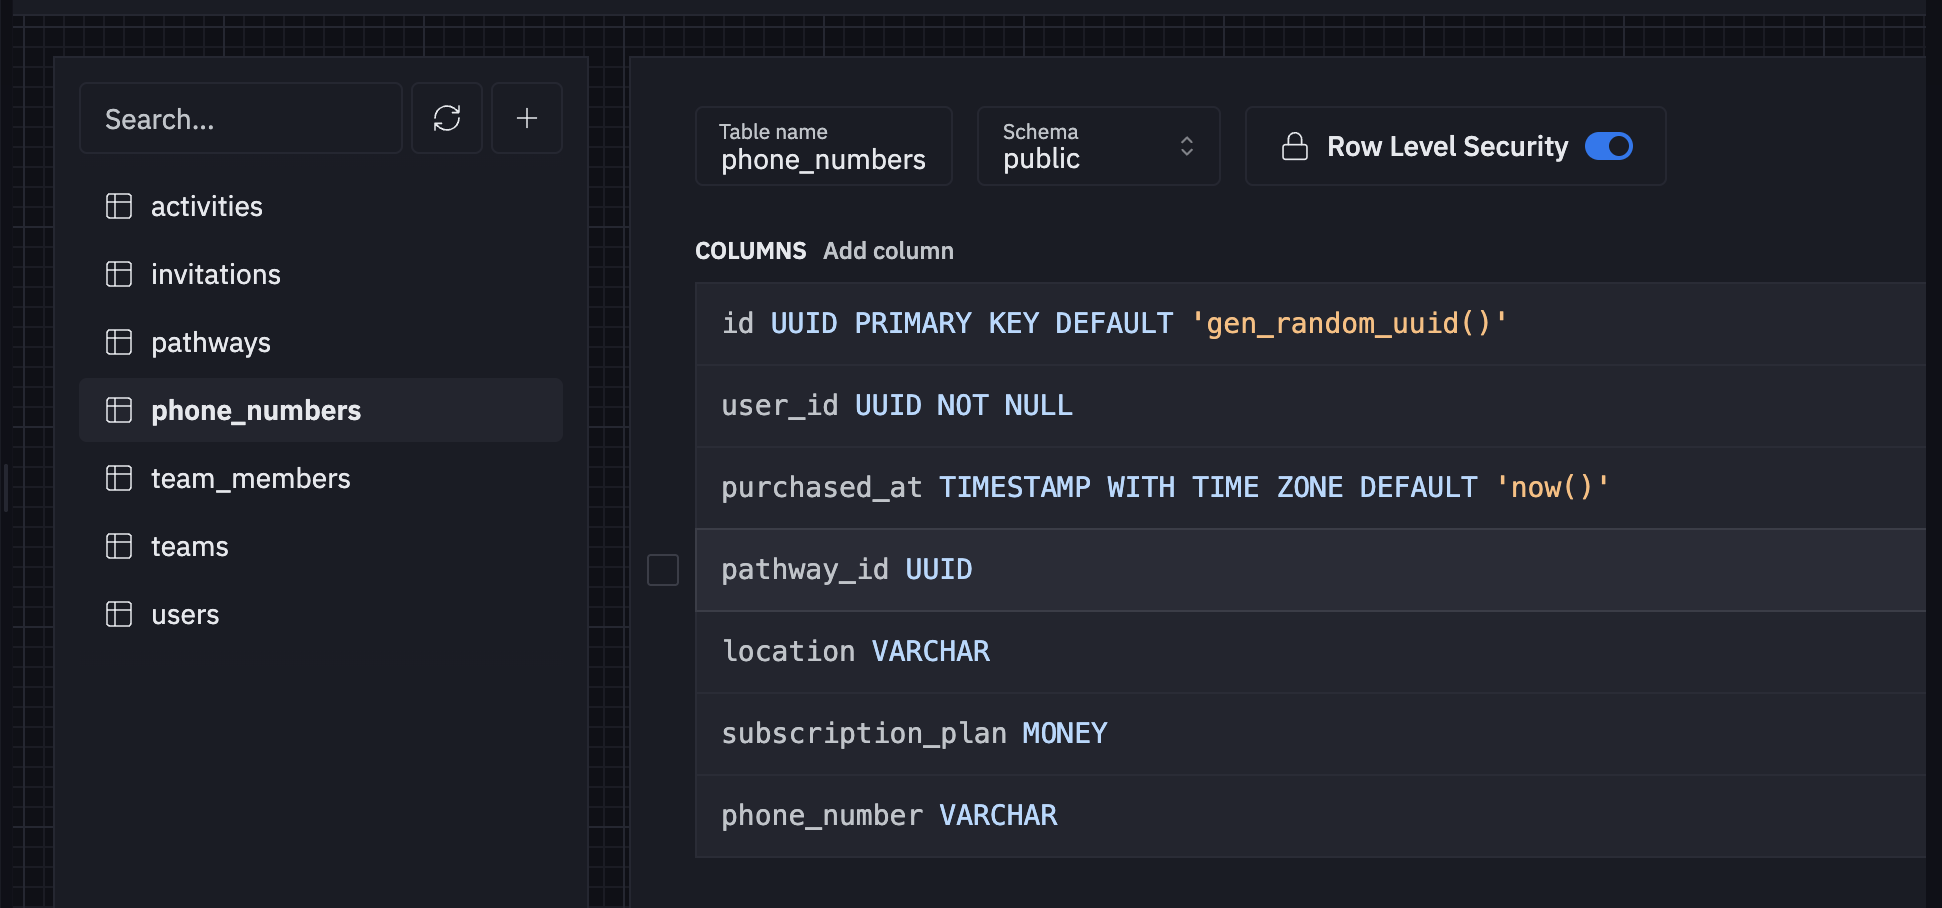 Search...
activities
invitations
pathways
phone_numbers
team_members
teams
users
Table name
phone_numbers
Schema
public
Row Level Security
COLUMNS Add column
id UUID PRIMARY KEY DEFAULT 'gen_random_uuid()'
user_id UUID NOT NULL
purchased_at TIMESTAMP WITH TIME ZONE DEFAULT 'now()'
pathway_id UUID
location VARCHAR
subscription_plan MONEY
phone_number VARCHAR